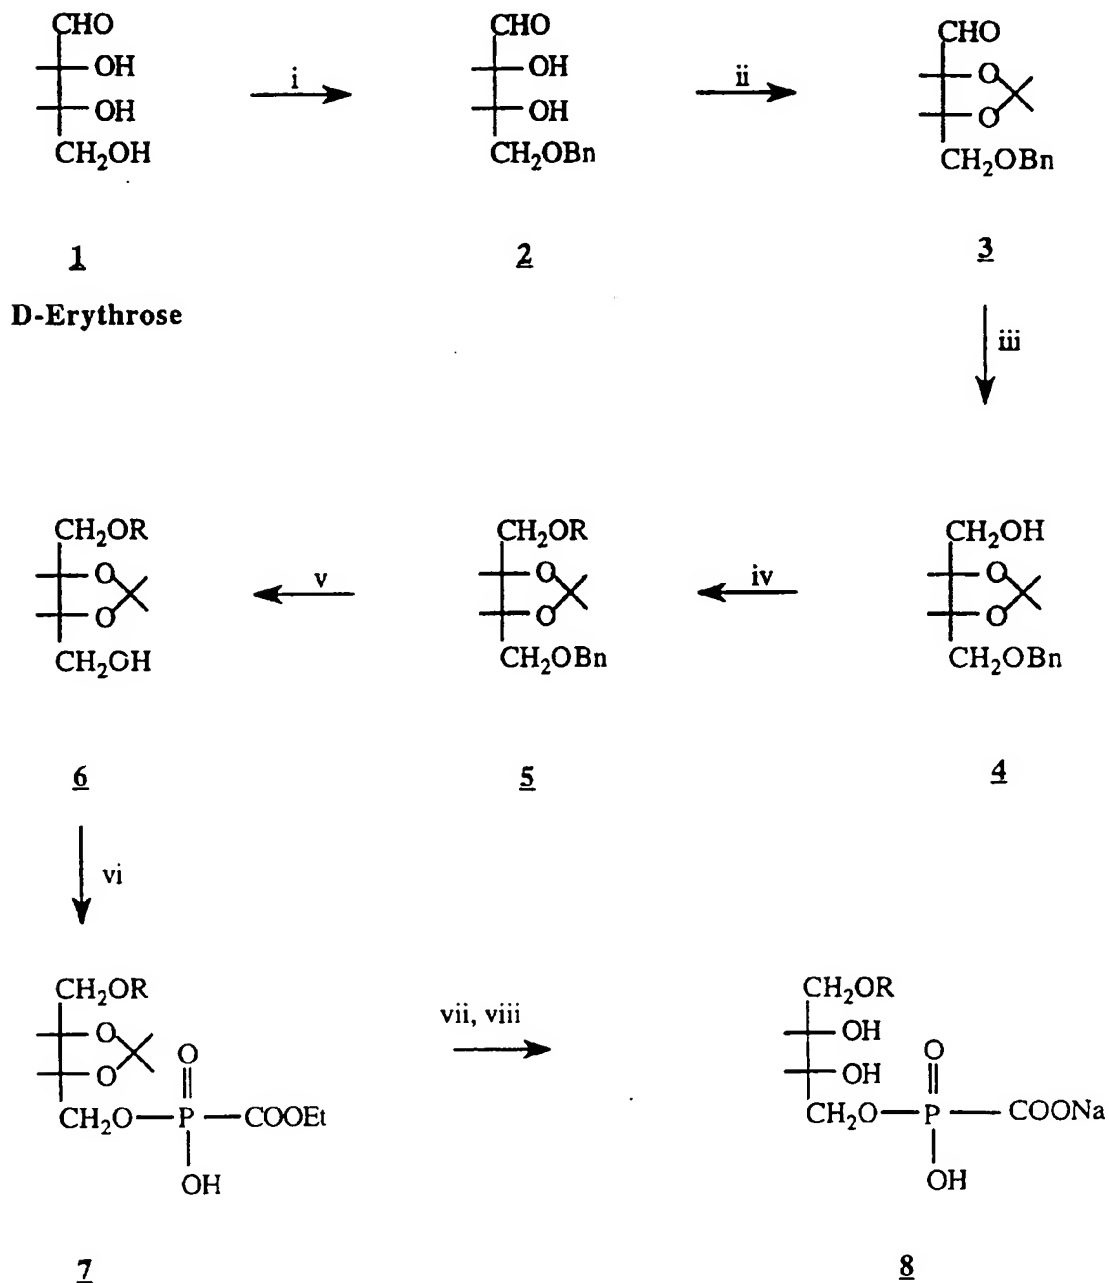 CHO
OH
OH
CH₂OH
1
D-Erythrose
i
CHO
OH
OH
CH₂OBn
2
ii
CHO
O
O
CH₂OBn
3
iii
CH₂OH
O
O
CH₂OBn
4
iv
CH₂OR
O
O
CH₂OBn
5
v
CH₂OR
O
O
CH₂OH
6
vi
CH₂OR
O
O
O
CH₂O P COOEt
OH
7
vii, viii
CH₂OR
OH
OH
O
CH₂O P COONa
OH
8